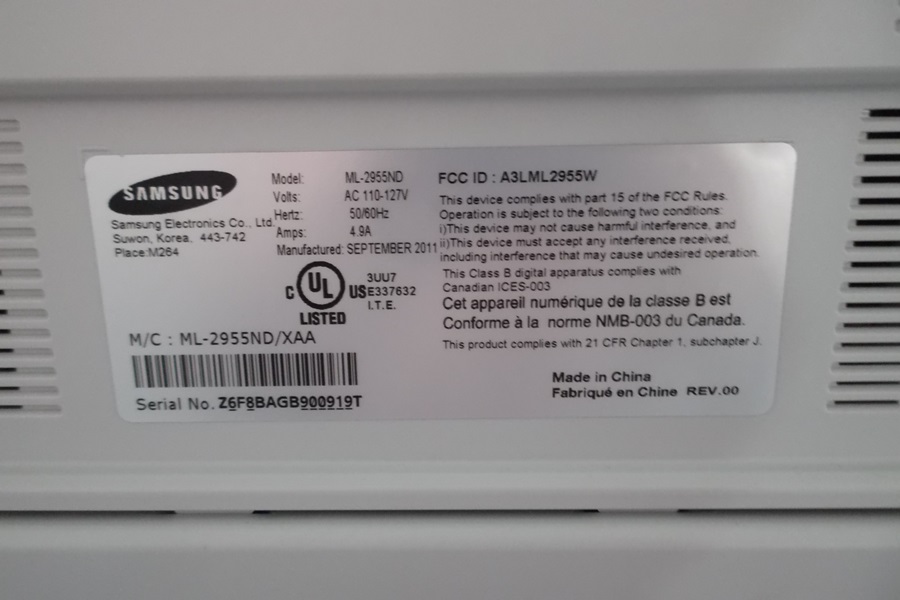 SAMSUNG
Samsung Electronics Co., Ltd.
Suwon, Korea, 443-742
Place:M264
Model: ML-2955ND
Volts: AC 110-127V
Hertz: 50/60Hz
Amps: 4.9A
Manufactured: SEPTEMBER 2011
C UL US
LISTED
3UU7
E337632
I.T.E.
M/C : ML-2955ND/XAA
Serial No. Z6F8BAGB900919T
FCC ID : A3LML2955W
This device complies with part 15 of the FCC Rules.
Operation is subject to the following two conditions:
i)This device may not cause harmful interference, and
ii)This device must accept any interference received,
including interference that may cause undesired operation.
This Class B digital apparatus complies with
Canadian ICES-003
Cet appareil numérique de la classe B est
Conforme à la norme NMB-003 du Canada.
This product complies with 21 CFR Chapter 1, subchapter J.
Made in China
Fabriqué en Chine REV.00